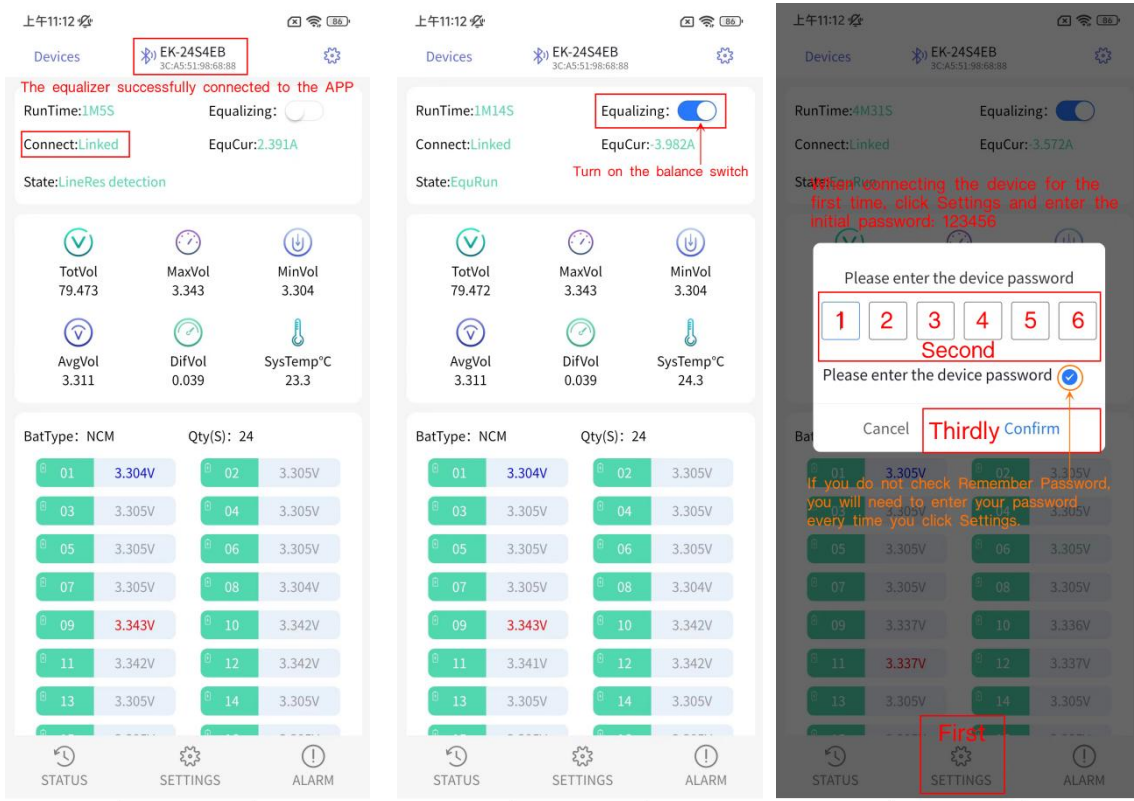 上午11:12
86
Devices
EK-24S4EB
3C:A5:51:98:68:88
The equalizer successfully connected to the APP
RunTime:1M5S
Equalizing:
Connect:Linked
EquCur:2.391A
State:LineRes detection
TotVol
MaxVol
MinVol
79.473
3.343
3.304
AvgVol
DifVol
SysTemp°C
3.311
0.039
23.3
BatType: NCM
Qty(S): 24
01 3.304V
02 3.305V
03 3.305V
04 3.305V
05 3.305V
06 3.305V
07 3.305V
08 3.304V
09 3.343V
10 3.342V
11 3.342V
12 3.342V
13 3.305V
14 3.305V
STATUS
SETTINGS
ALARM
上午11:12
86
Devices
EK-24S4EB
3C:A5:51:98:68:88
RunTime:1M14S
Equalizing:
Connect:Linked
EquCur:-3.982A
Turn on the balance switch
State:EquRun
TotVol
MaxVol
MinVol
79.472
3.343
3.304
AvgVol
DifVol
SysTemp°C
3.311
0.039
24.3
BatType: NCM
Qty(S): 24
01 3.304V
02 3.305V
03 3.305V
04 3.305V
05 3.305V
06 3.305V
07 3.305V
08 3.304V
09 3.343V
10 3.342V
11 3.341V
12 3.342V
13 3.305V
14 3.305V
STATUS
SETTINGS
ALARM
上午11:12
86
Devices
EK-24S4EB
3C:A5:51:98:68:88
RunTime:4M31S
Equalizing:
Connect:Linked
EquCur:-3.572A
State:EquRun
When connecting the device for the
first time, click Settings and enter the
initial password: 123456
Please enter the device password
1 2 3 4 5 6
Second
Please enter the device password
Cancel
Thirdly
Confirm
01 3.305V
02 3.305V
If you do not check Remember Password,
you will need to enter your password
every time you click Settings.
03 3.305V
04 3.305V
05 3.305V
06 3.305V
07 3.305V
08 3.305V
09 3.337V
10 3.336V
11 3.337V
12 3.337V
13 3.305V
14 3.305V
First
STATUS
SETTINGS
ALARM